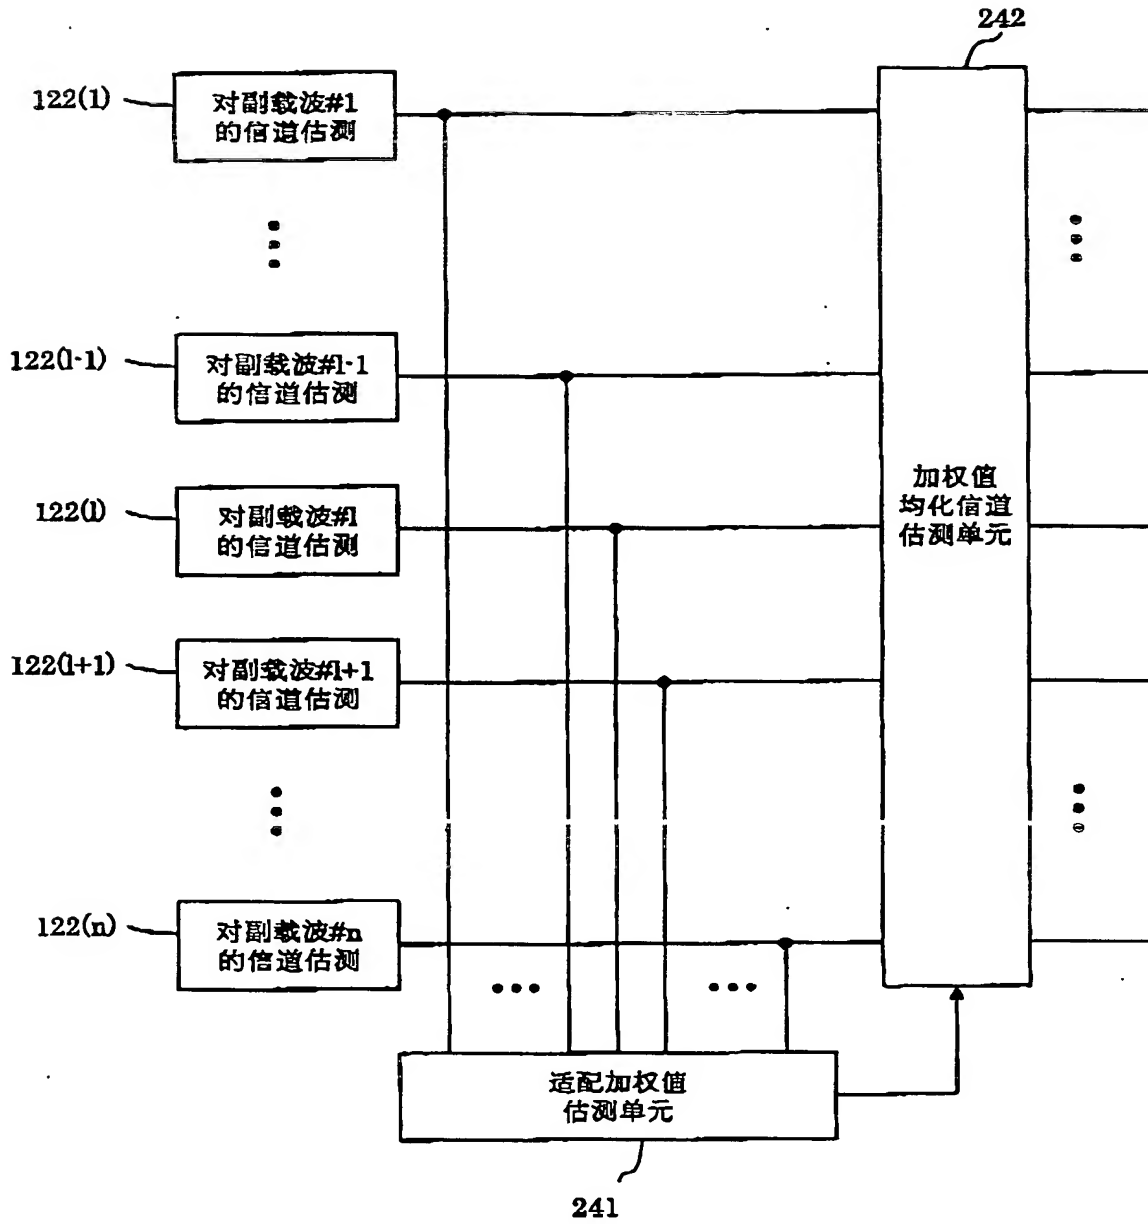 242
122(1)
对副载波#1
的信道估测
122(l-1)
对副载波#l-1
的信道估测
122(l)
对副载波#l
的信道估测
加权值
均化信道
估测单元
122(l+1)
对副载波#l+1
的信道估测
122(n)
对副载波#n
的信道估测
适配加权值
估测单元
241